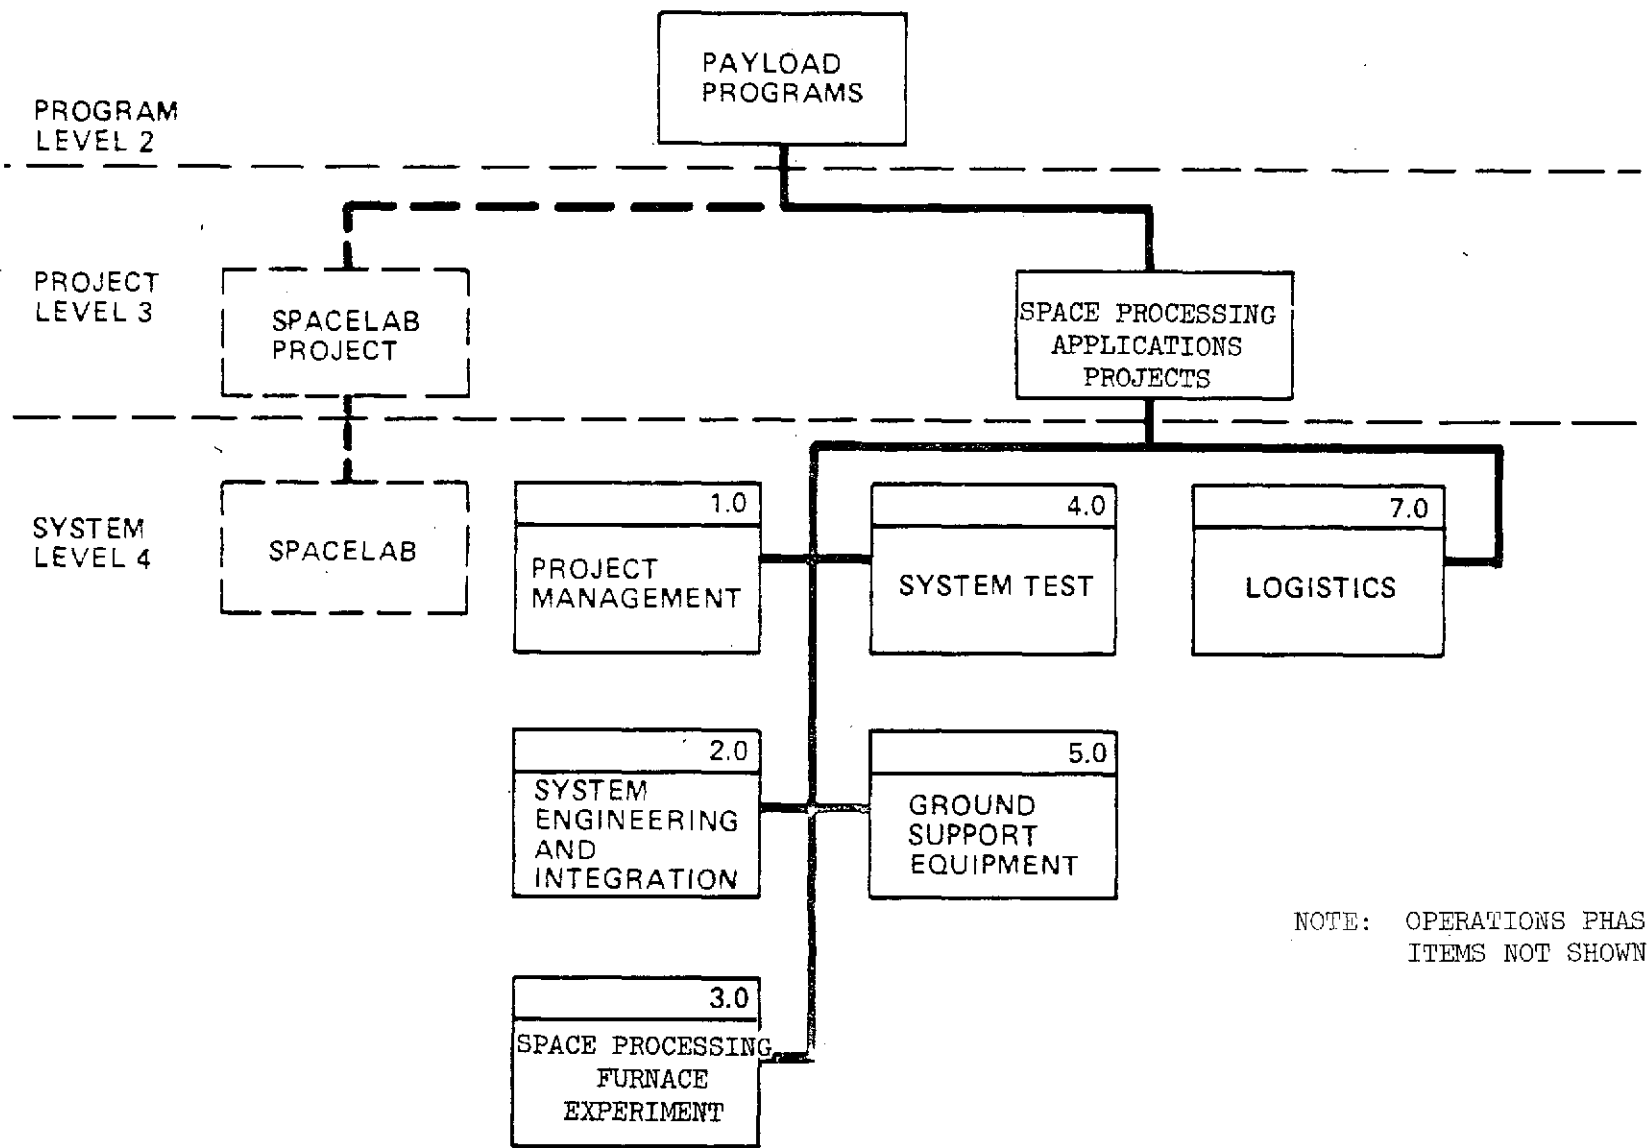 PAYLOAD
PROGRAMS
PROGRAM
LEVEL 2
PROJECT
LEVEL 3
SPACELAB
PROJECT
SPACE PROCESSING
APPLICATIONS
PROJECTS
SYSTEM
LEVEL 4
SPACELAB
1.0
PROJECT
MANAGEMENT
4.0
SYSTEM TEST
7.0
LOGISTICS
2.0
SYSTEM
ENGINEERING
AND
INTEGRATION
5.0
GROUND
SUPPORT
EQUIPMENT
NOTE: OPERATIONS PHAS
ITEMS NOT SHOWN
3.0
SPACE PROCESSING
FURNACE
EXPERIMENT